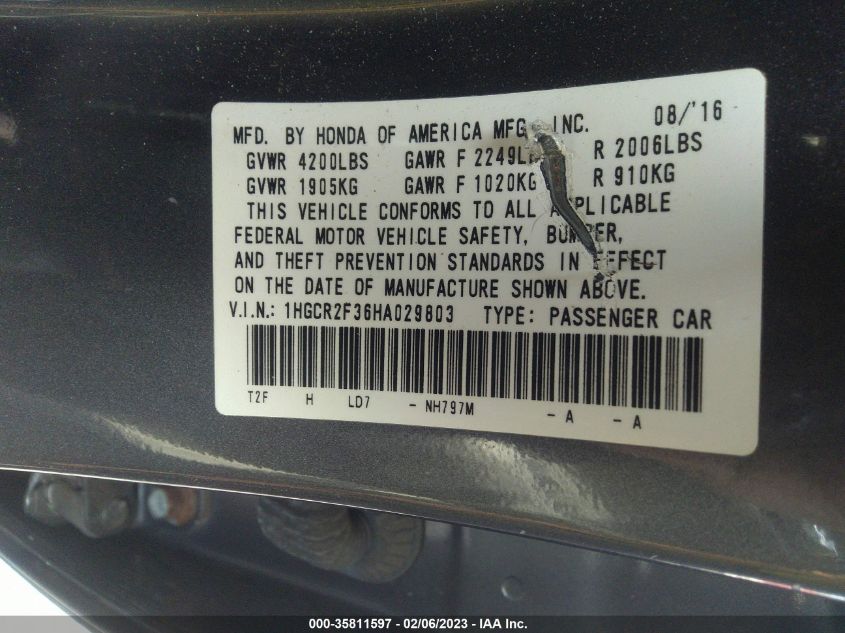 08/'16
MFD. BY HONDA OF AMERICA MFG INC.
GVWR 4200LBS GAWR F 2249L R 2006LBS
GVWR 1905KG GAWR F 1020KG R 910KG
THIS VEHICLE CONFORMS TO ALL A PLICABLE
FEDERAL MOTOR VEHICLE SAFETY, BUMPER,
AND THEFT PREVENTION STANDARDS IN EFFECT
ON THE DATE OF MANUFACTURE SHOWN ABOVE.
V.I.N.: 1HGCR2F36HA029803 TYPE: PASSENGER CAR
T2F H LD7 - NH797M - A - A
000-35811597 - 02/06/2023 - IAA Inc.